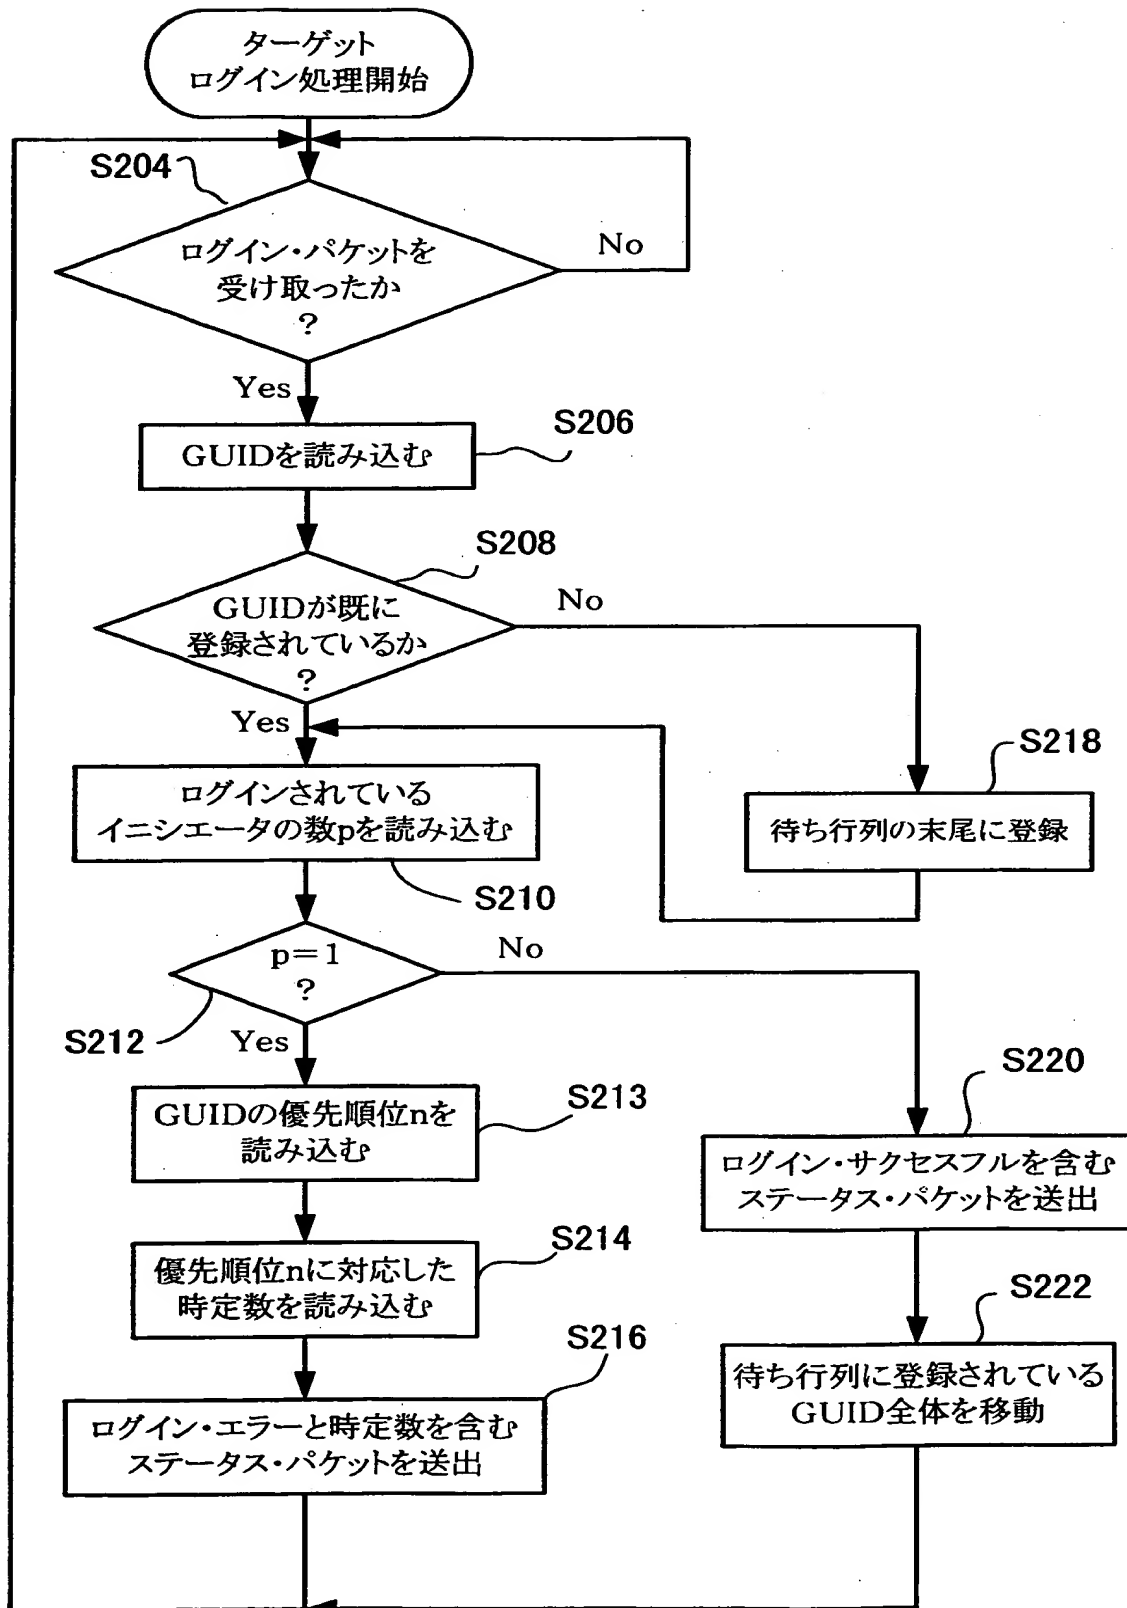 ターゲット
ログイン処理開始
S204
ログイン・パケットを
受け取ったか
?
No
Yes
S206
GUIDを読み込む
S208
GUIDが既に
登録されているか
?
No
Yes
S218
ログインされている
イニシエータの数pを読み込む
待ち行列の末尾に登録
S210
p=1
?
No
S212
Yes
S220
S213
GUIDの優先順位nを
読み込む
ログイン・サクセスフルを含む
ステータス・パケットを送出
S214
優先順位nに対応した
時定数を読み込む
S222
S216
待ち行列に登録されている
GUID全体を移動
ログイン・エラーと時定数を含む
ステータス・パケットを送出